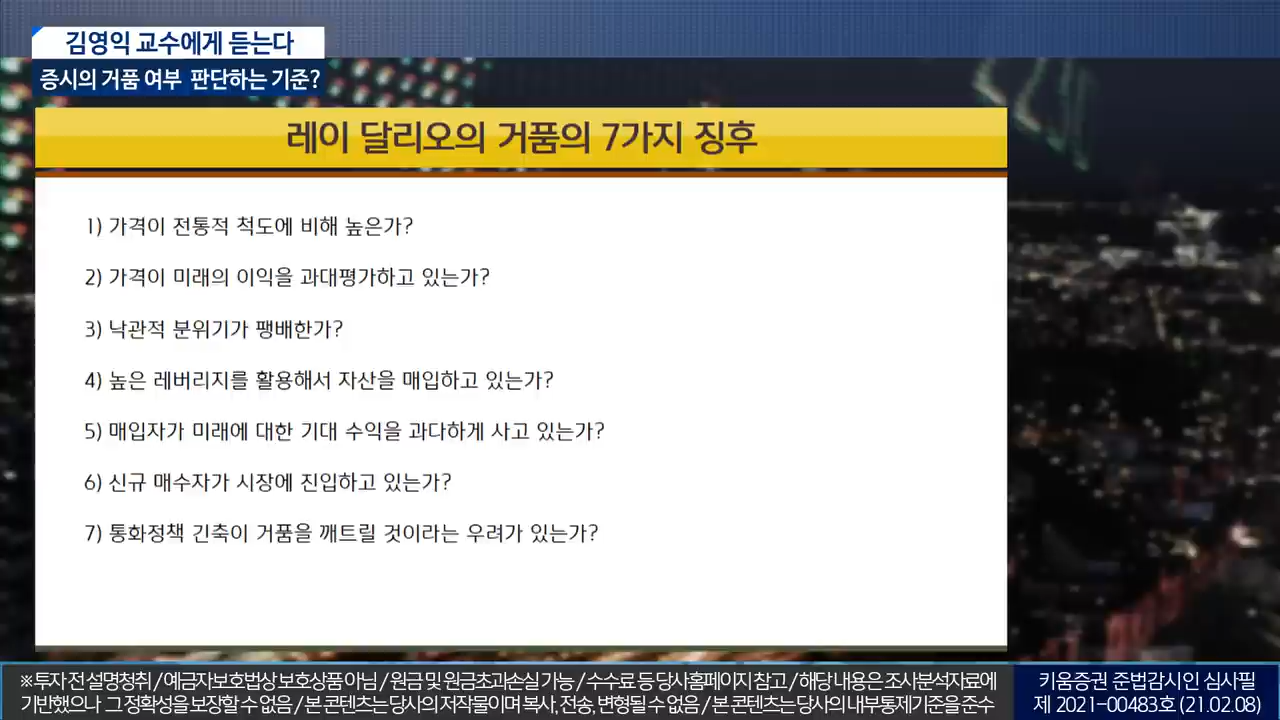 김영익 교수에게 듣는다
증시의 거품 여부 판단하는 기준?
레이 달리오의 거품의 7가지 징후
1) 가격이 전통적 척도에 비해 높은가?
2) 가격이 미래의 이익을 과대평가하고 있는가?
3) 낙관적 분위기가 팽배한가?
4) 높은 레버리지를 활용해서 자산을 매입하고 있는가?
5) 매입자가 미래에 대한 기대 수익을 과다하게 사고 있는가?
6) 신규 매수자가 시장에 진입하고 있는가?
7) 통화정책 긴축이 거품을 깨트릴 것이라는 우려가 있는가?
※투자 전 설명청취 / 예금자보호법상 보호상품 아님 / 원금 및 원금초과손실 가능 / 수수료 등 당사홈페이지 참고 / 해당 내용은 조사분석자료에
기반했으나 그 정확성을 보장할 수 없음 / 본 콘텐츠는 당사의 저작물이며 복사, 전송, 변형될 수 없음 / 본 콘텐츠는 당사의 내부통제기준을 준수
키움증권 준법감시인 심사필
제 2021-00483호 (21.02.08)